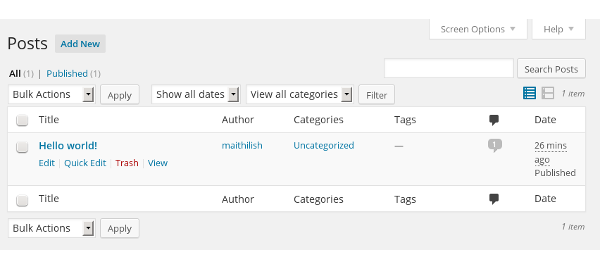 Screen Options Help
Posts Add New
All (1) | Published (1)
Search Posts
Bulk Actions Apply Show all dates View all categories Filter 1 item
Title Author Categories Tags Date
Hello world! maithilish Uncategorized — 1 26 mins
ago
Edit | Quick Edit | Trash | View Published
Title Author Categories Tags Date
Bulk Actions Apply 1 item